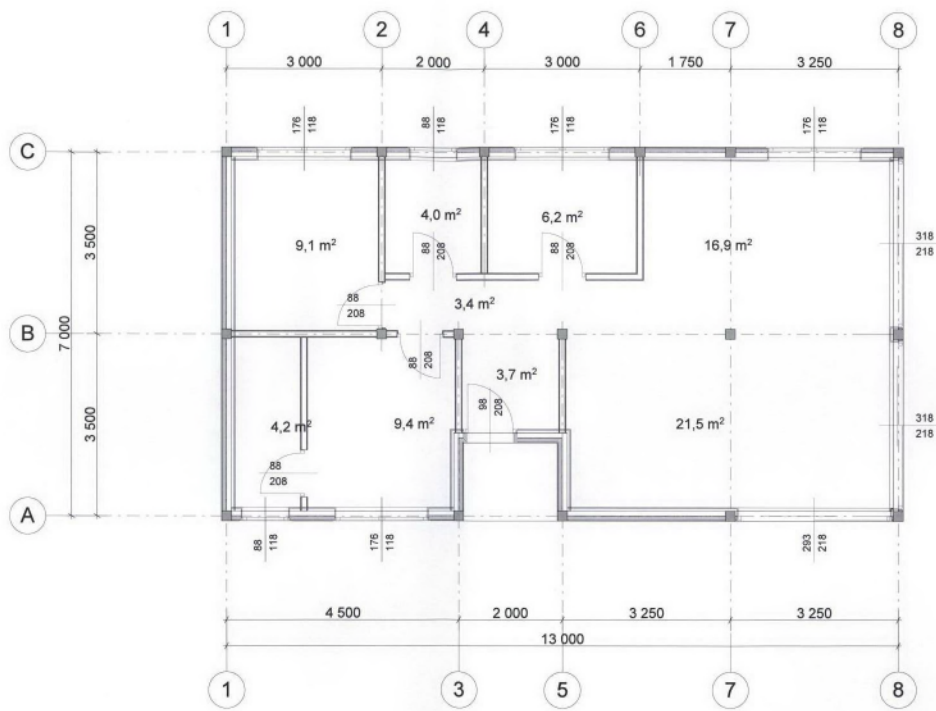 1 2 4 6 7 8
3 000 2 000 3 000 1 750 3 250
176 118 88 118 176 118 176 118
C
3 500
9,1 m² 4,0 m² 6,2 m² 16,9 m²
88 208 88 208
318
218
88
208
3,4 m²
B
7 000
88 208
3,7 m²
98 208
3 500
4,2 m² 9,4 m² 21,5 m²
318
218
88
208
A
88 118 176 118 293 218
4 500 2 000 3 250 3 250
13 000
1 3 5 7 8